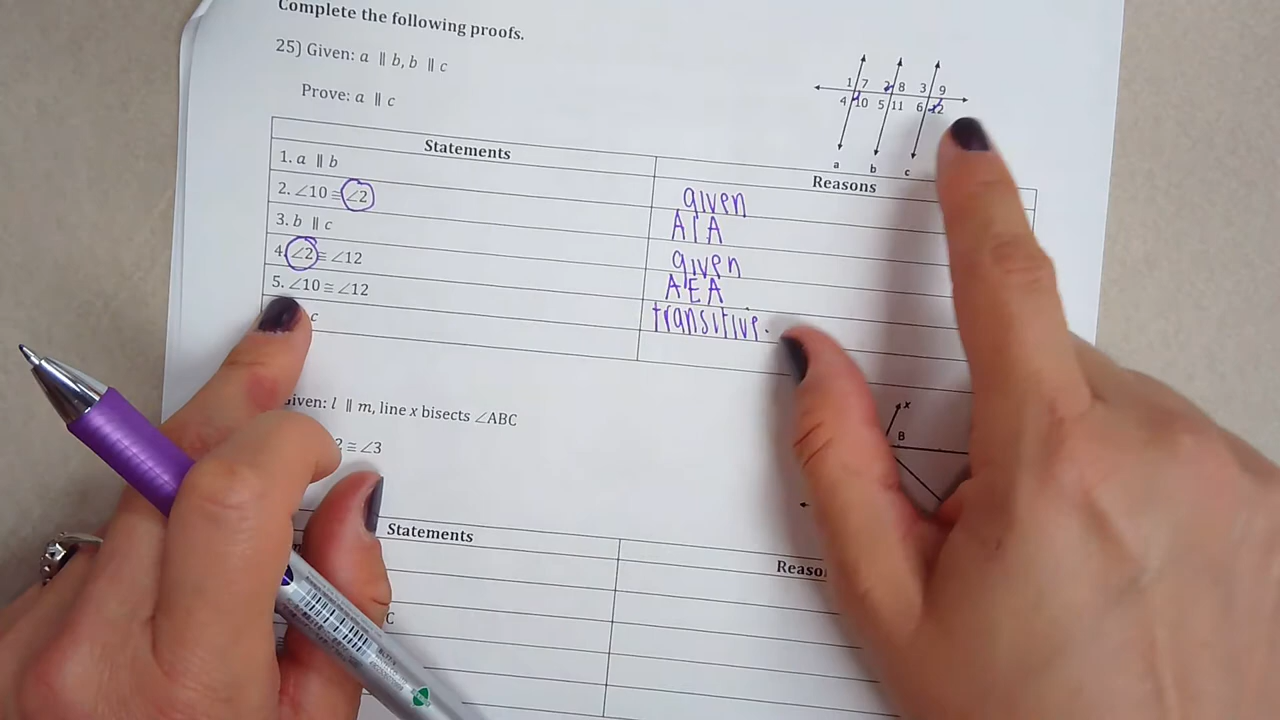 Complete the following proofs.
25) Given: a ∥ b, b ∥ c
Prove: a ∥ c
1 7 2 8 3 9
4 10 5 11 6 12
a b c
Statements Reasons
1. a ∥ b given
2. ∠10 ≅ ∠2 AIA
3. b ∥ c given
4. ∠2 ≅ ∠12 AEA
5. ∠10 ≅ ∠12 transitive.
c
Given: l ∥ m, line x bisects ∠ABC
2 ≅ ∠3
x
B
Statements
C